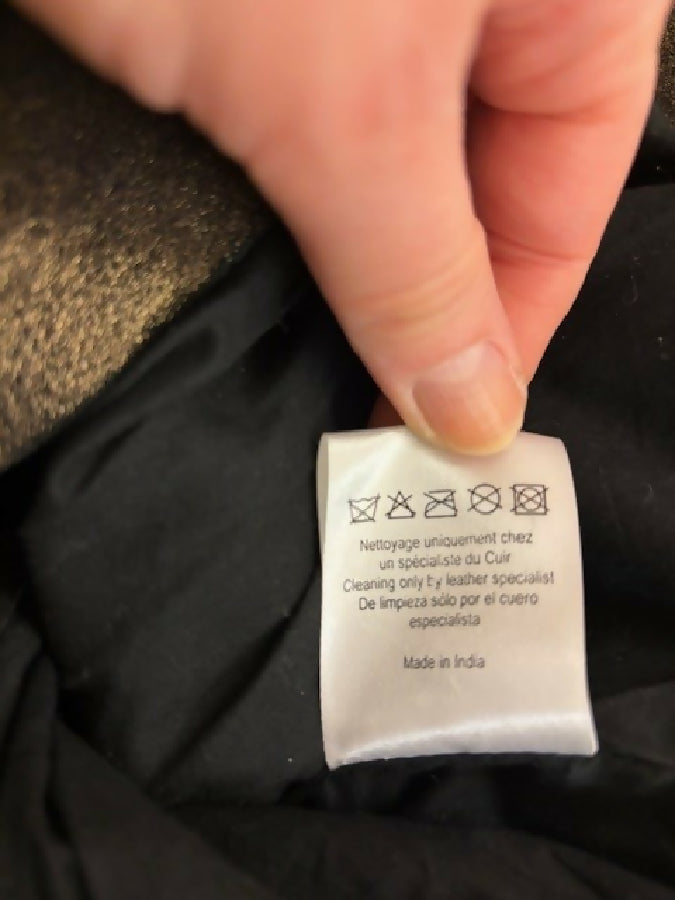 Nettoyage uniquement chez
un spécialiste du Cuir
Cleaning only by leather specialist
De limpieza sólo por el cuero
especialista
Made in India